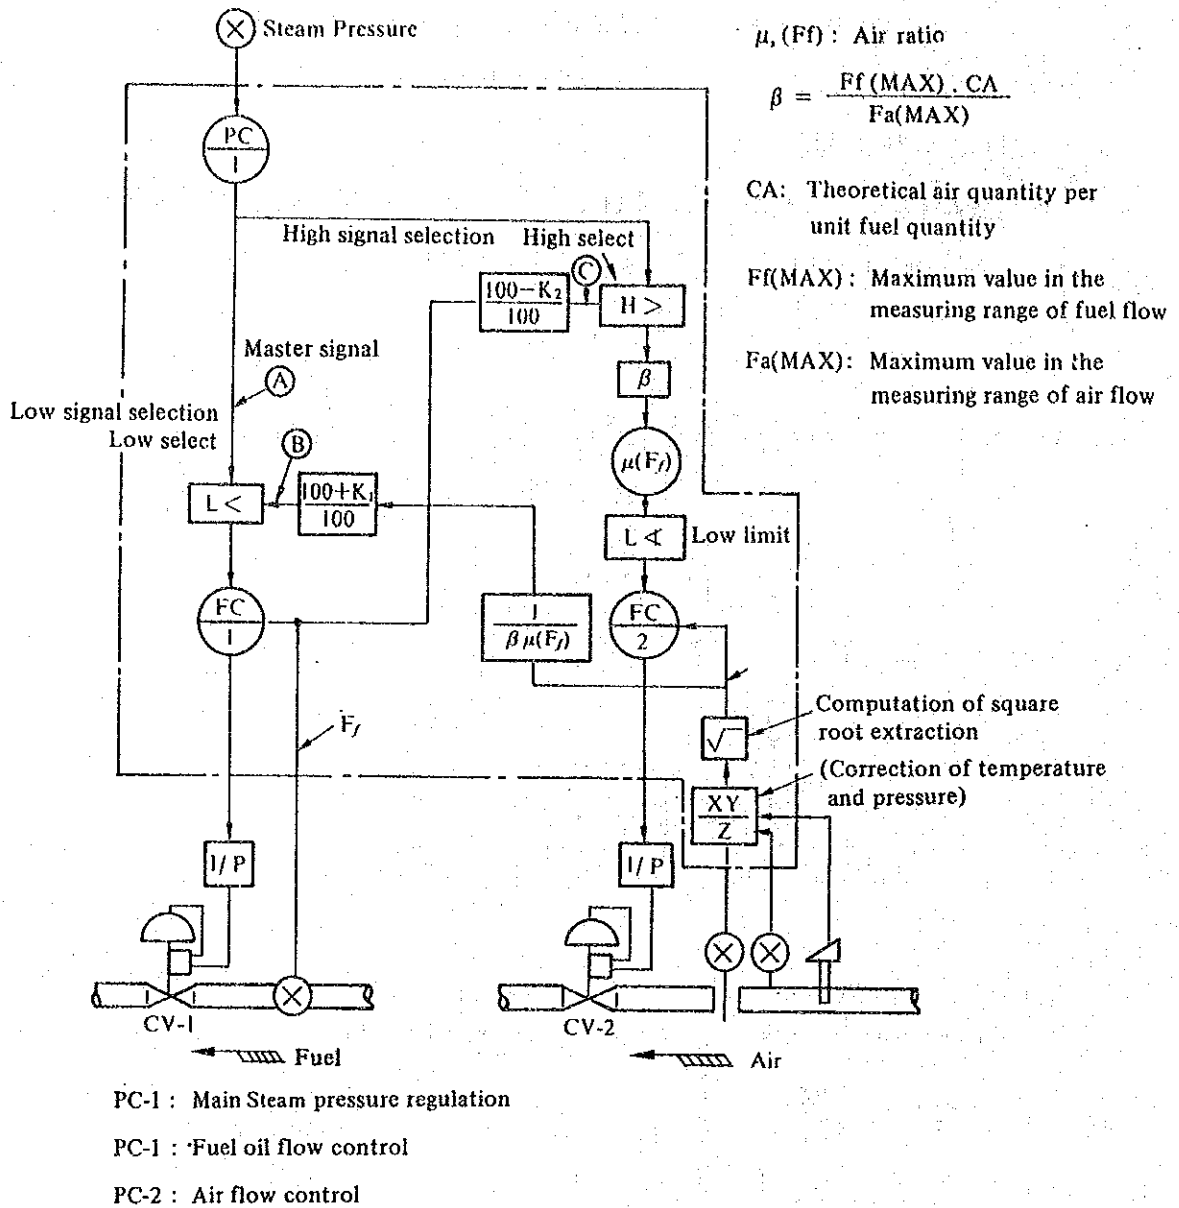 Steam Pressure
μ, (Ff) : Air ratio
β = Ff (MAX) . CA / Fa(MAX)
PC
1
CA: Theoretical air quantity per
unit fuel quantity
High signal selection
High select
C
100−K₂
100
H >
Ff(MAX) : Maximum value in the
measuring range of fuel flow
Master signal
A
β
Fa(MAX): Maximum value in the
measuring range of air flow
Low signal selection
Low select
B
μ(F_f)
L <
100+K₁
100
L ∢
Low limit
FC
1
1
β μ(F_f)
FC
2
F_f
√
Computation of square
root extraction
XY
Z
(Correction of temperature
and pressure)
I/P
I/P
CV-1
CV-2
Fuel
Air
PC-1 : Main Steam pressure regulation
PC-1 : Fuel oil flow control
PC-2 : Air flow control